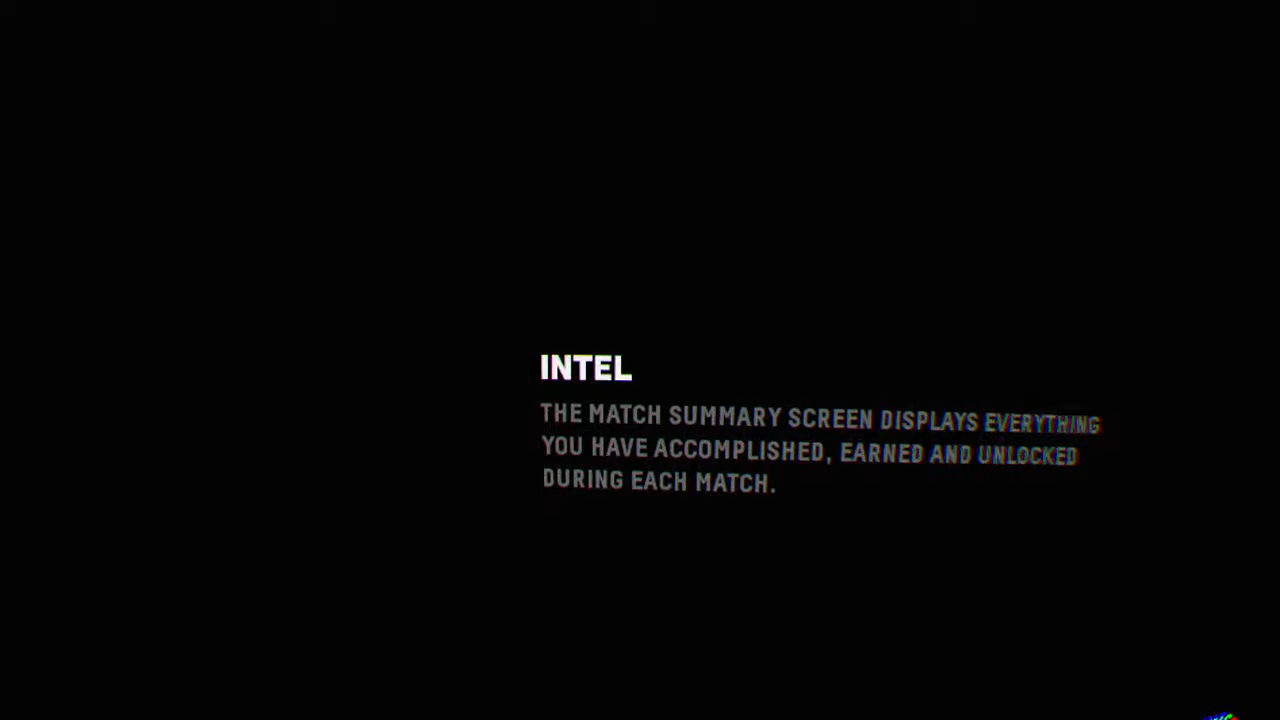 INTEL
THE MATCH SUMMARY SCREEN DISPLAYS EVERYTHING
YOU HAVE ACCOMPLISHED, EARNED AND UNLOCKED
DURING EACH MATCH.